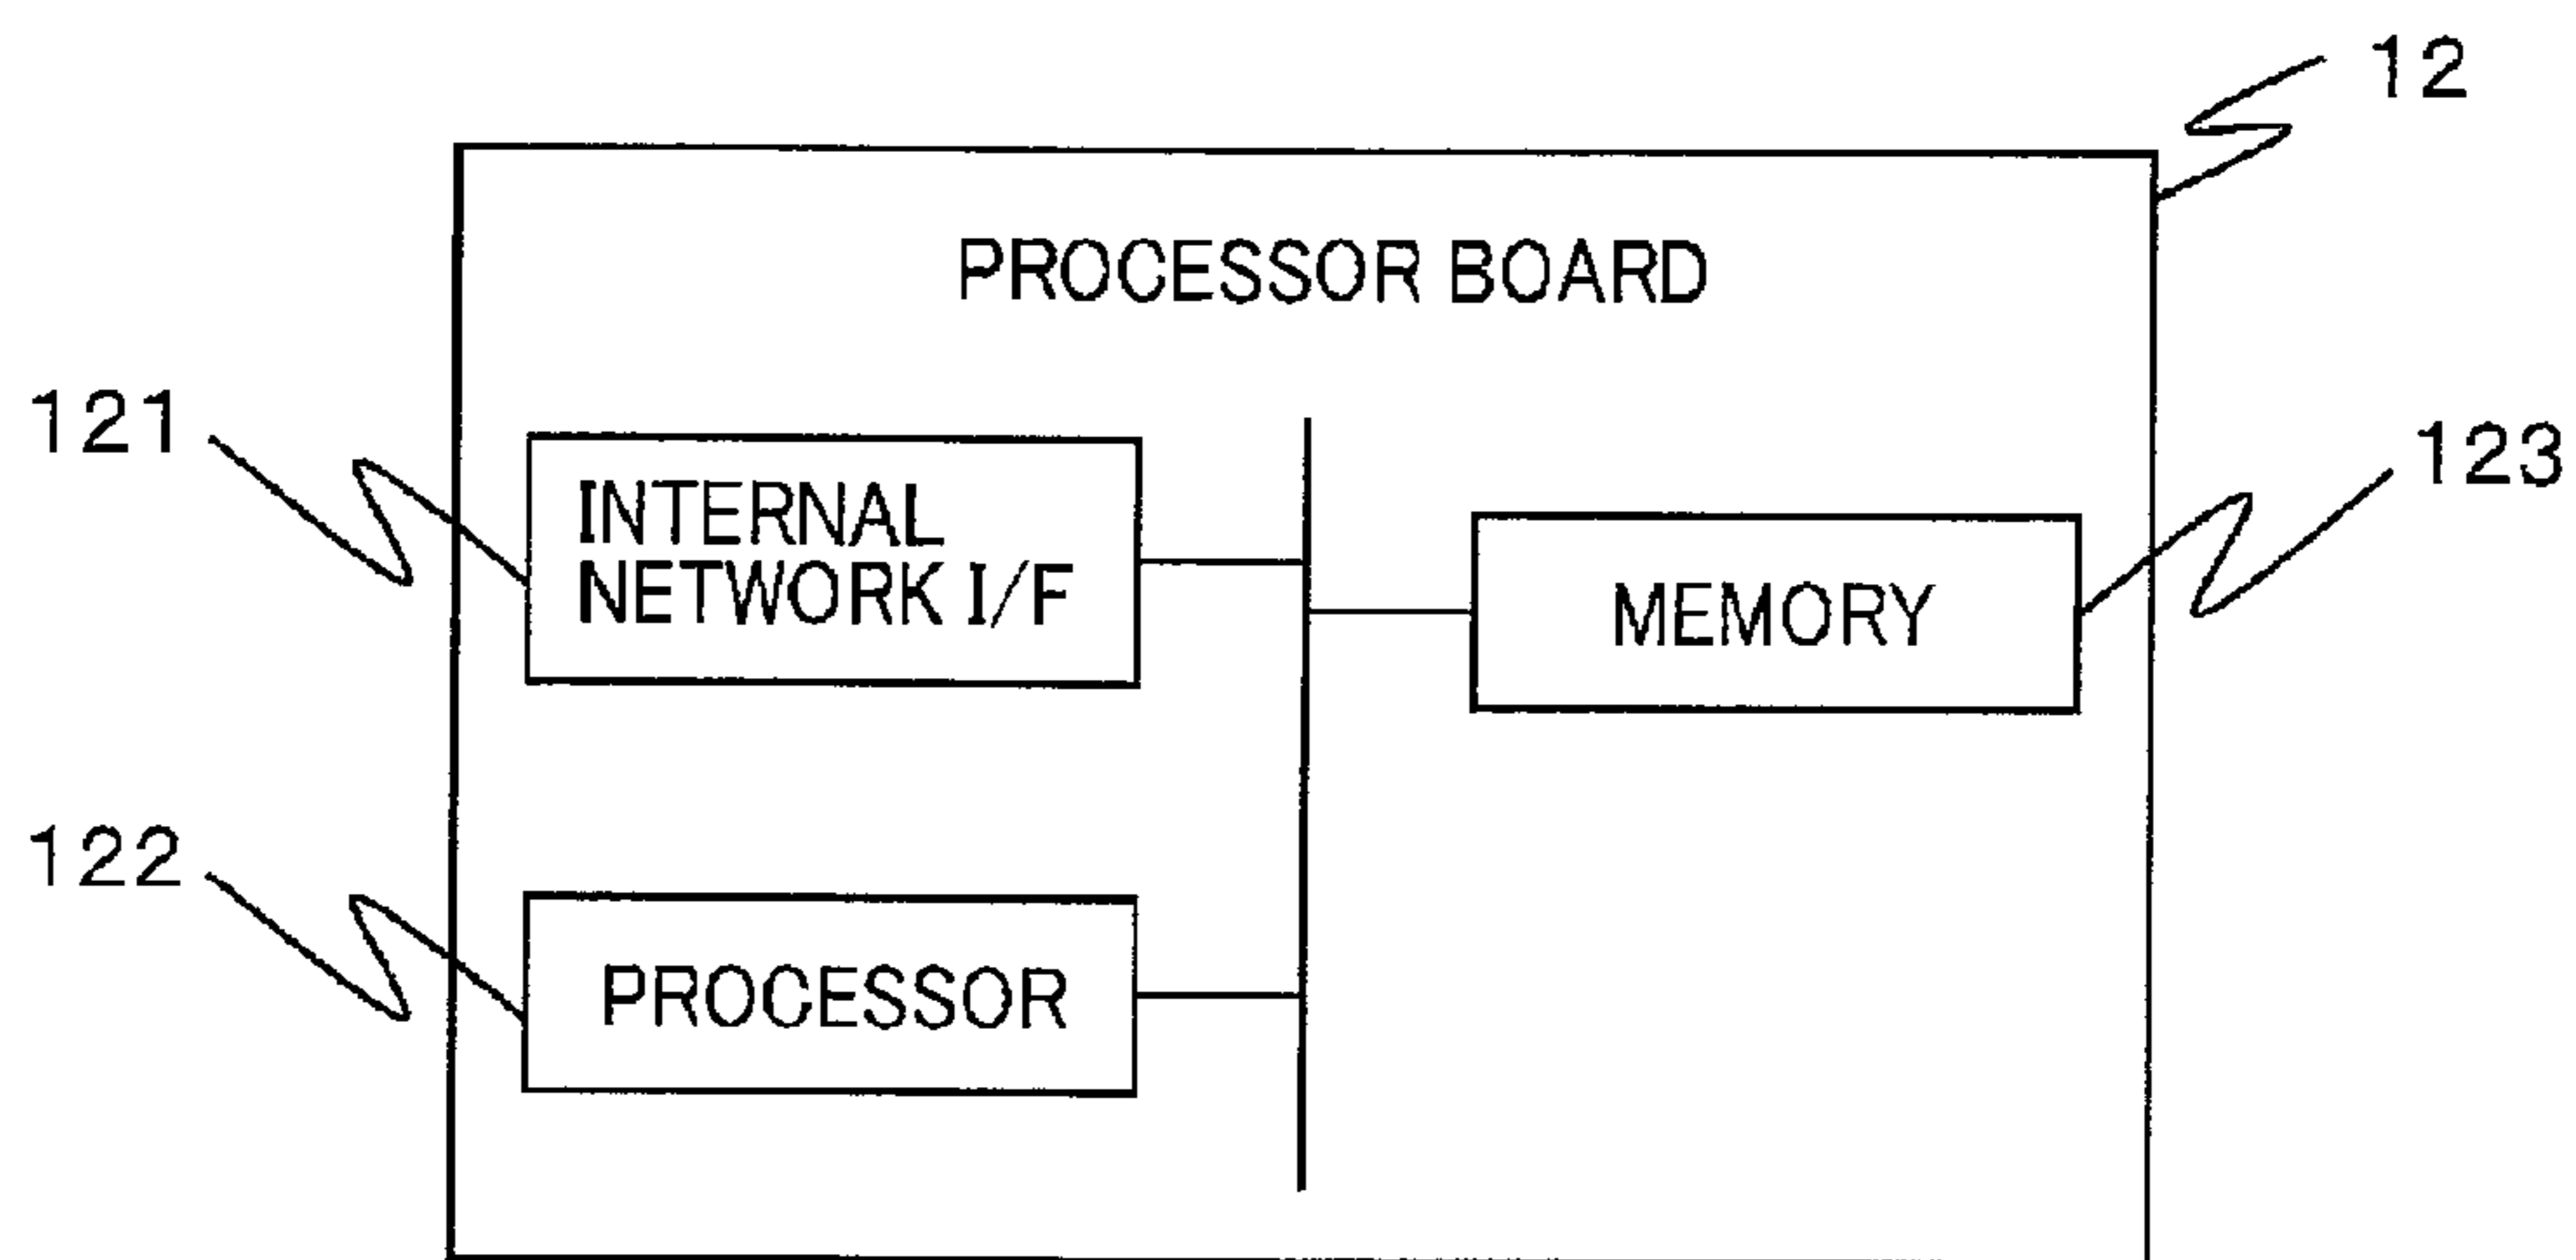 12
PROCESSOR BOARD
121
INTERNAL
NETWORK I/F
123
MEMORY
122
PROCESSOR